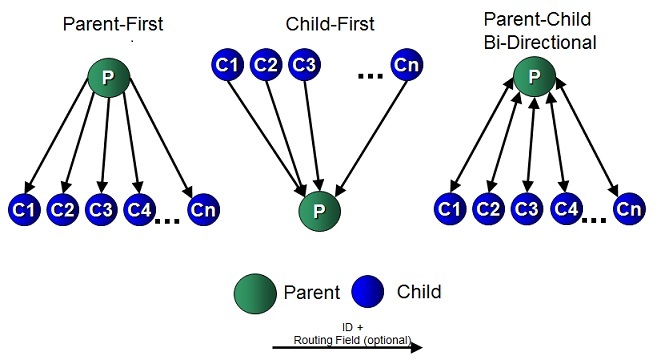 Parent-First
Child-First
Parent-Child
Bi-Directional
P
C1 C2 C3 C4 ... Cn
C1 C2 C3 ... Cn
P
P
C1 C2 C3 C4 ... Cn
Parent
Child
ID +
Routing Field (optional)